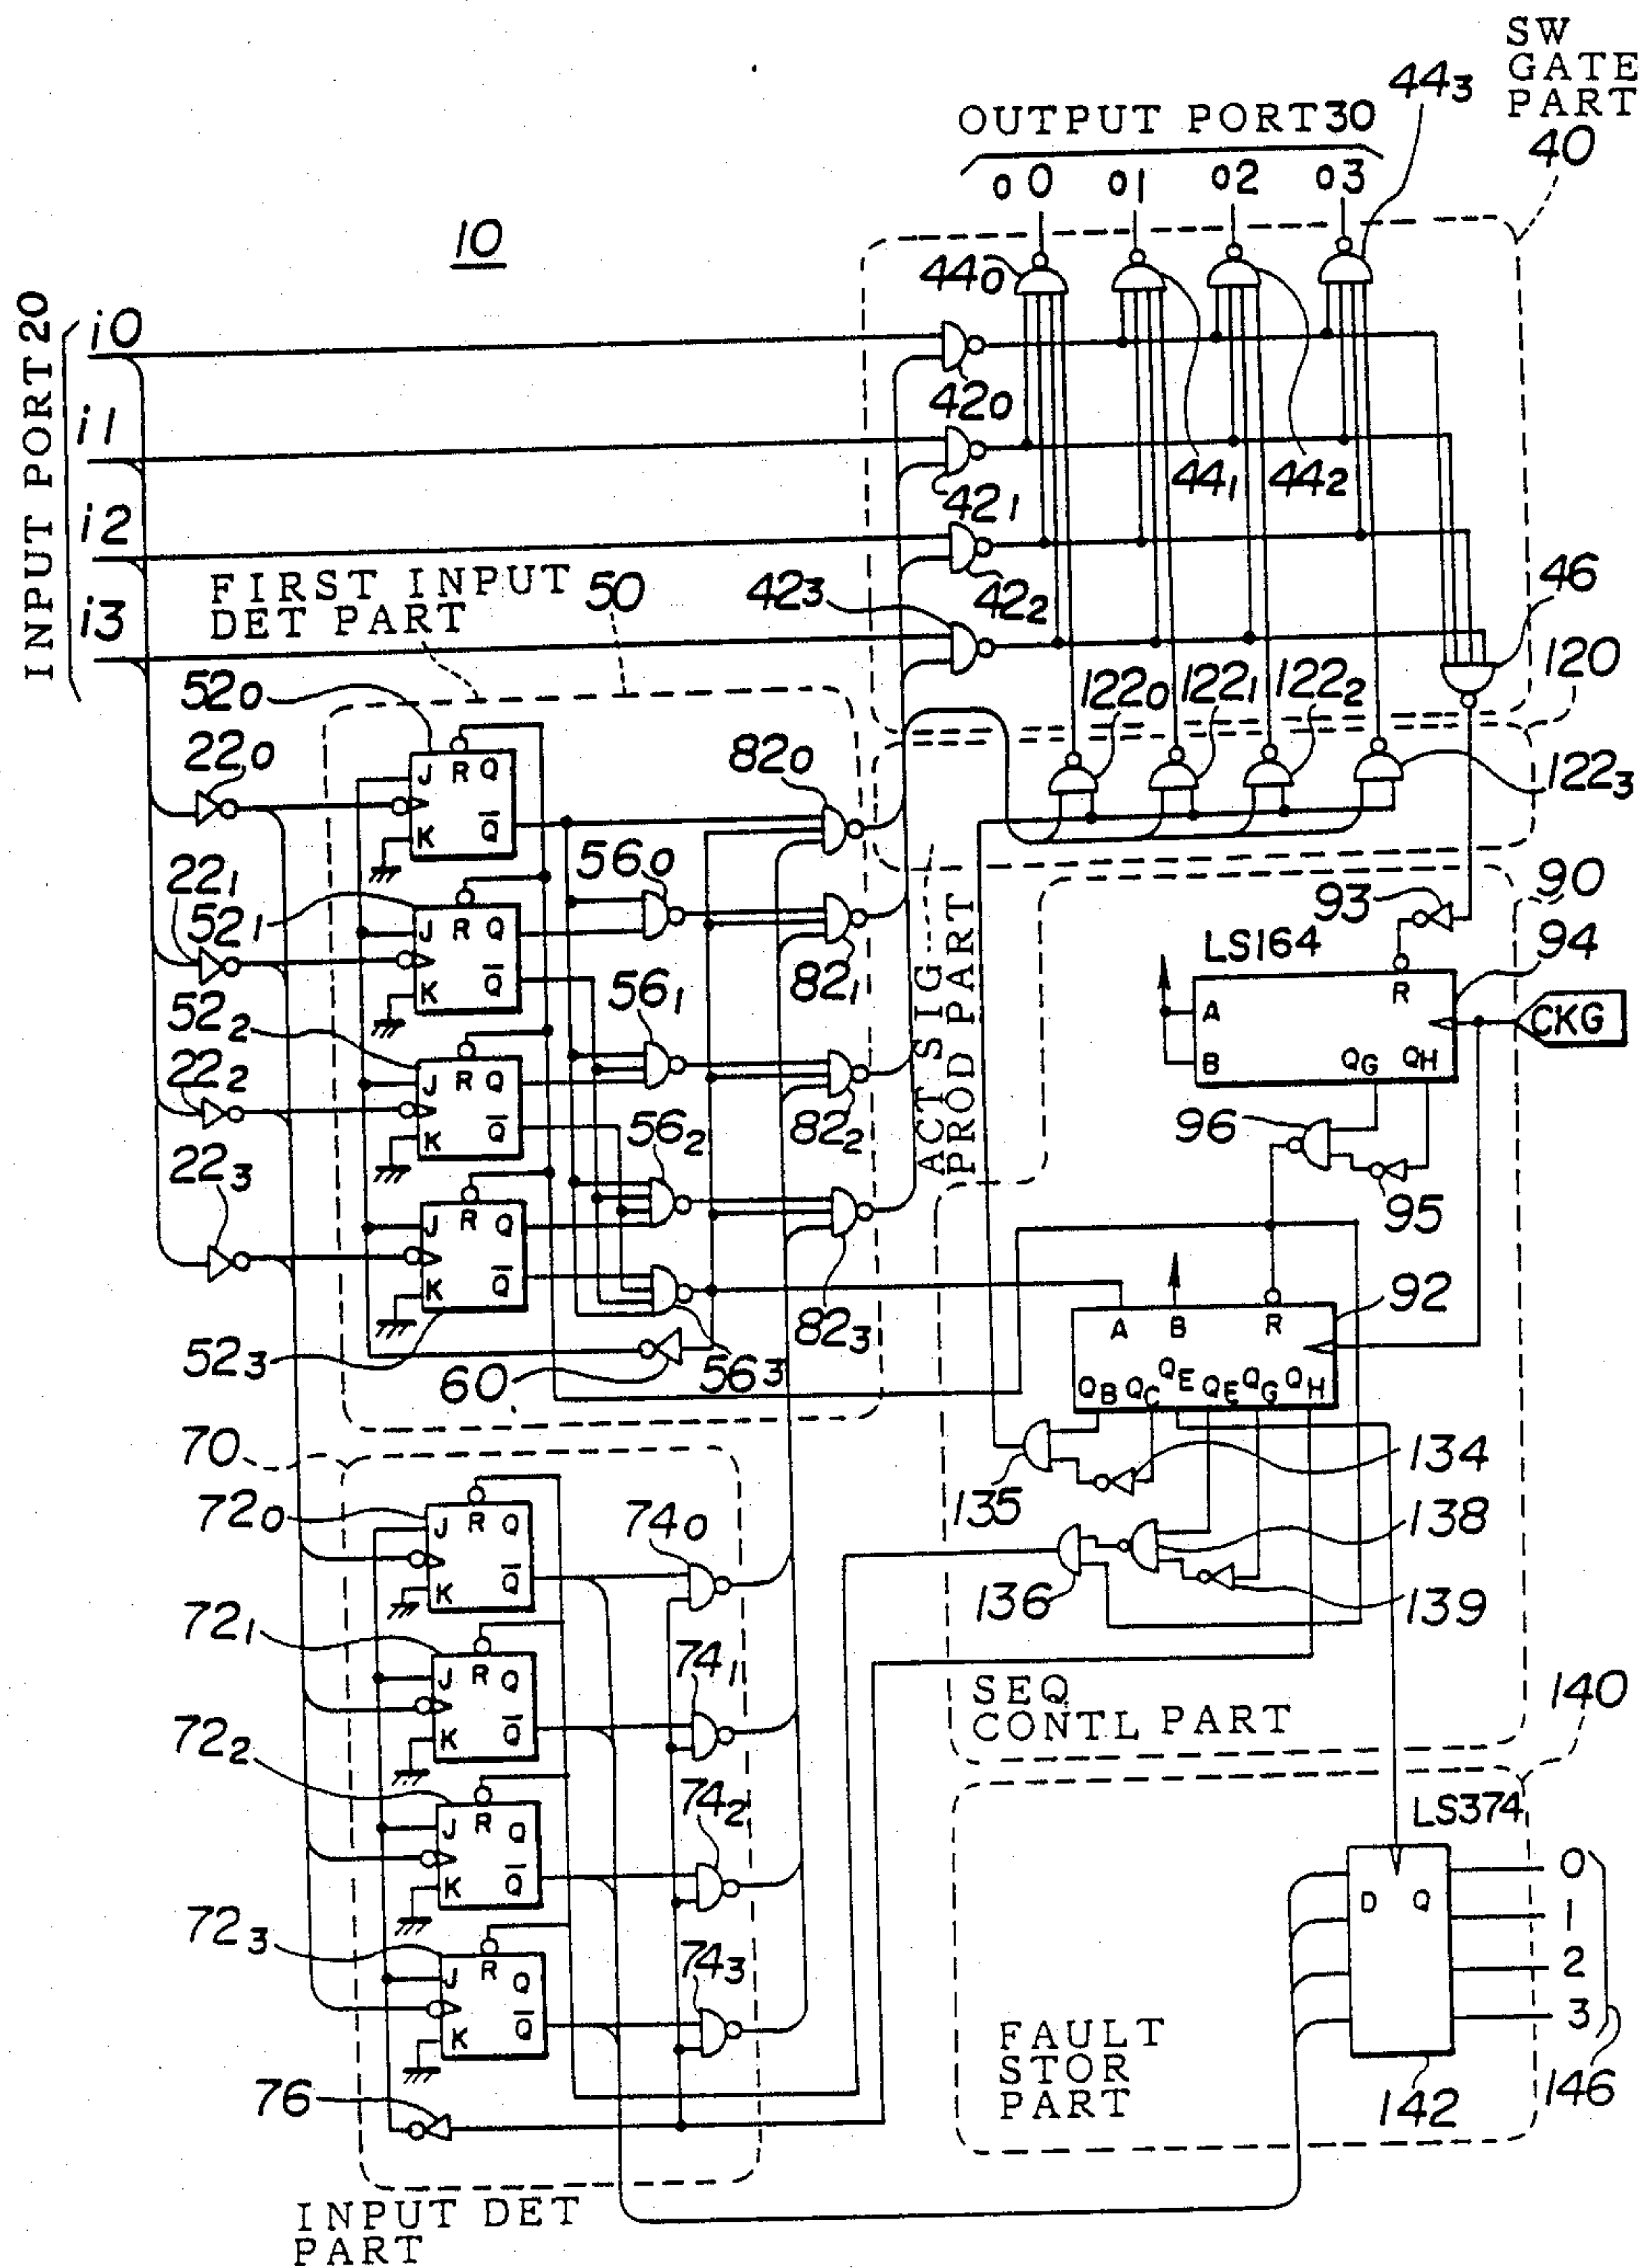 SW
GATE
PART
40
44₃
OUTPUT PORT 30
o0 o1 o2 o3
10
44₀
INPUT PORT 20
i0
42₀
i1
42₁
44₁ 44₂
i2
FIRST INPUT
DET PART
50
42₃
42₂
46
i3
120
52₀
122₀ 122₁ 122₂
122₃
22₀
82₀
J R Q
K Q̅
22₁
52₁
56₀
82₁
J R Q
K Q̅
ACT SIG
PROD PART
93
90
LS164
94
R
A
B
QG QH
CKG
52₂
56₁
22₂
82₂
J R Q
K Q̅
96
95
56₂
22₃
82₃
J R Q
K Q̅
52₃
60
56₃
92
A B R
QB QC QE QE QG QH
134
135
138
136
139
SEQ
CONTL PART
70
72₀
74₀
J R Q
K Q̅
72₁
74₁
J R Q
K Q̅
72₂
74₂
J R Q
K Q̅
72₃
74₃
J R Q
K Q̅
76
INPUT DET
PART
140
LS374
D Q
0
1
2
3
FAULT
STOR
PART
142
146